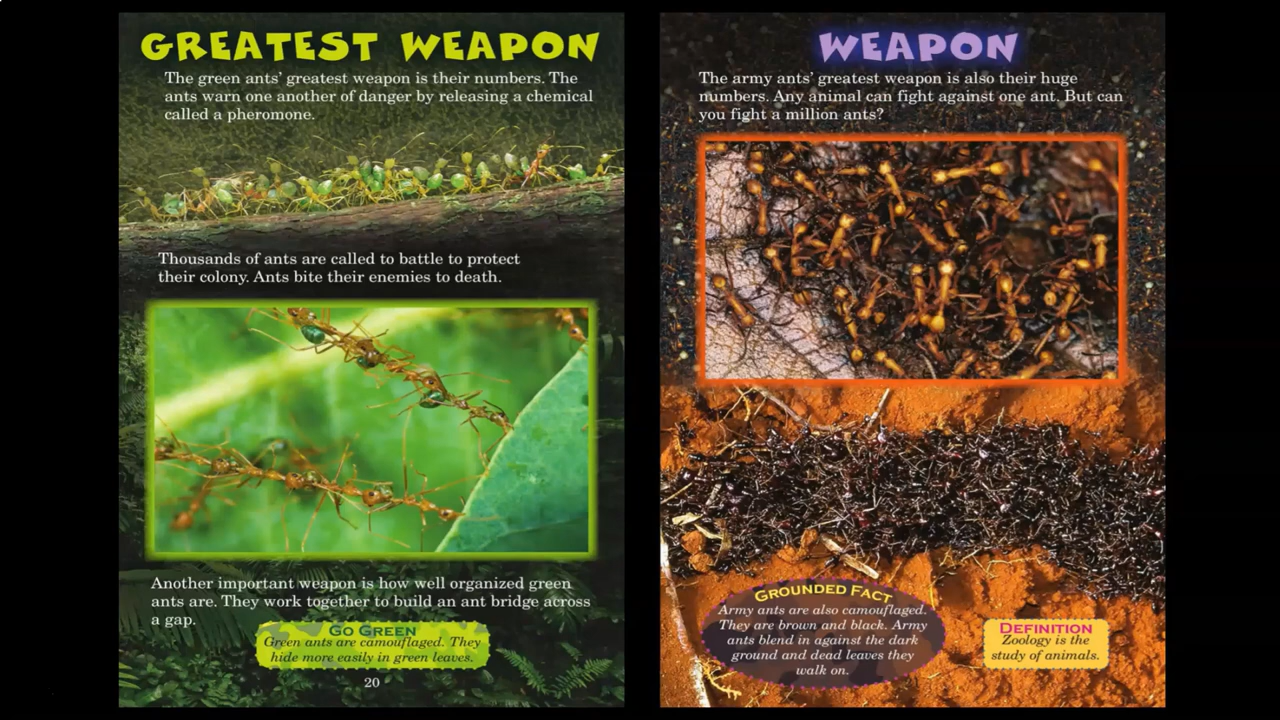 GREATEST WEAPON
The green ants' greatest weapon is their numbers. The
ants warn one another of danger by releasing a chemical
called a pheromone.
Thousands of ants are called to battle to protect
their colony. Ants bite their enemies to death.
Another important weapon is how well organized green
ants are. They work together to build an ant bridge across
a gap.
GO GREEN
Green ants are camouflaged. They
hide more easily in green leaves.
20
WEAPON
The army ants' greatest weapon is also their huge
numbers. Any animal can fight against one ant. But can
you fight a million ants?
GROUNDED FACT
Army ants are also camouflaged.
They are brown and black. Army
ants blend in against the dark
ground and dead leaves they
walk on.
DEFINITION
Zoology is the
study of animals.